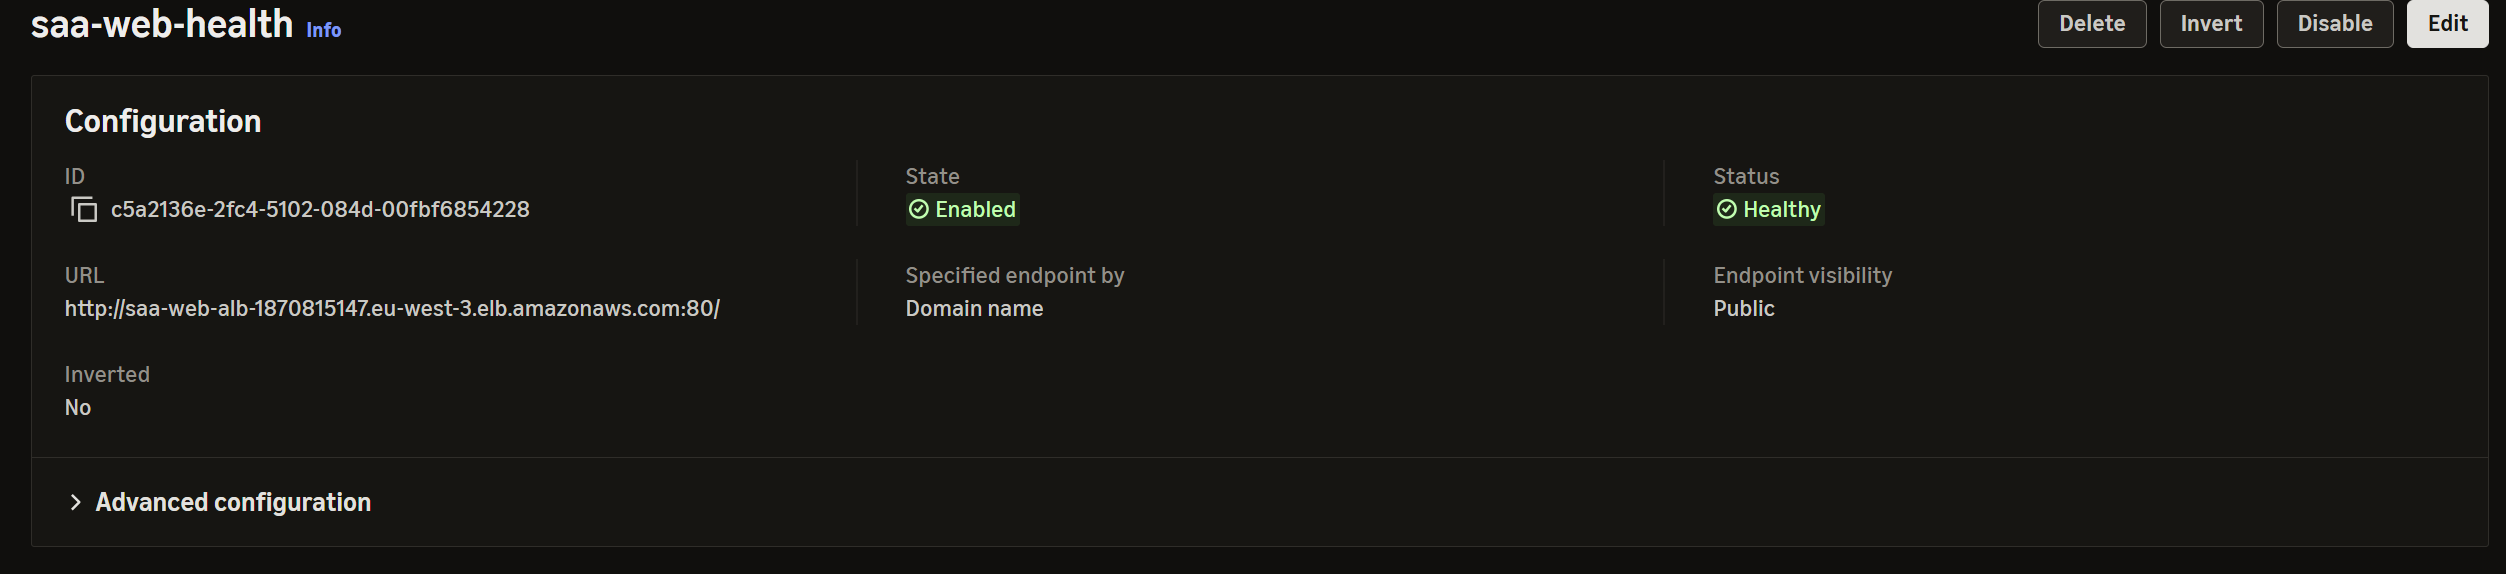 saa-web-health Info
Delete
Invert
Disable
Edit
Configuration
ID
c5a2136e-2fc4-5102-084d-00fbf6854228
State
Enabled
Status
Healthy
URL
http://saa-web-alb-1870815147.eu-west-3.elb.amazonaws.com:80/
Specified endpoint by
Domain name
Endpoint visibility
Public
Inverted
No
Advanced configuration